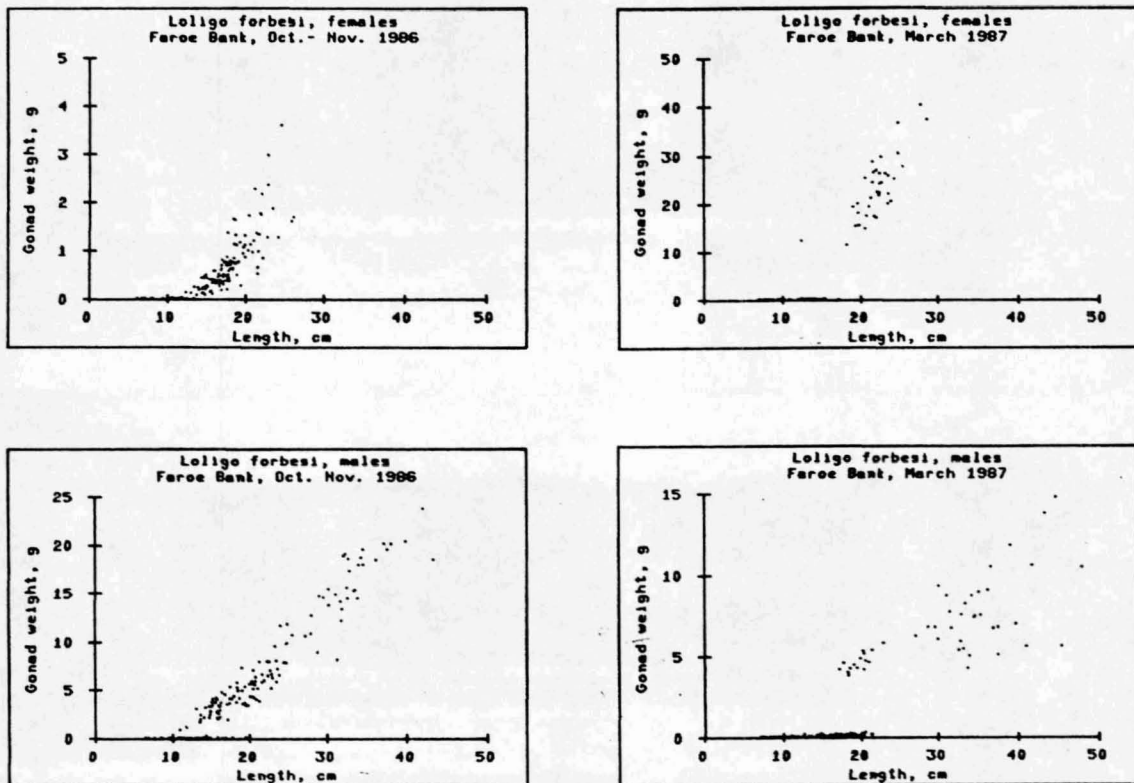 Loligo forbesi, females
Faroe Bank, Oct.- Nov. 1986
5
4
3
2
1
0
Gonad weight, g
0 10 20 30 40 50
Length, cm
Loligo forbesi, females
Faroe Bank, March 1987
50
40
30
20
10
0
Gonad weight, g
0 10 20 30 40 50
Length, cm
Loligo forbesi, males
Faroe Bank, Oct. Nov. 1986
25
20
15
10
5
0
Gonad weight, g
0 10 20 30 40 50
Length, cm
Loligo forbesi, males
Faroe Bank, March 1987
15
10
5
0
Gonad weight, g
0 10 20 30 40 50
Length, cm